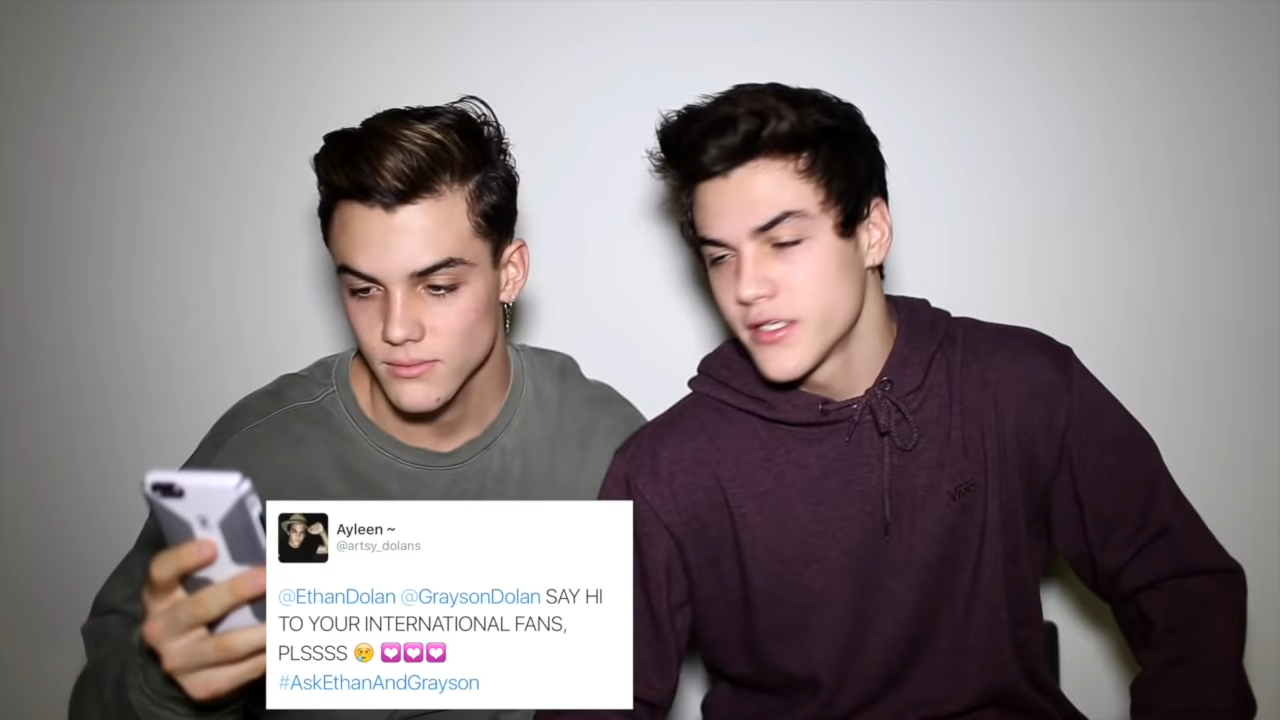 Ayleen ~
@artsy_dolans
@EthanDolan @GraysonDolan SAY HI
TO YOUR INTERNATIONAL FANS,
PLSSSS 😢 💟💟💟
#AskEthanAndGrayson
VANS